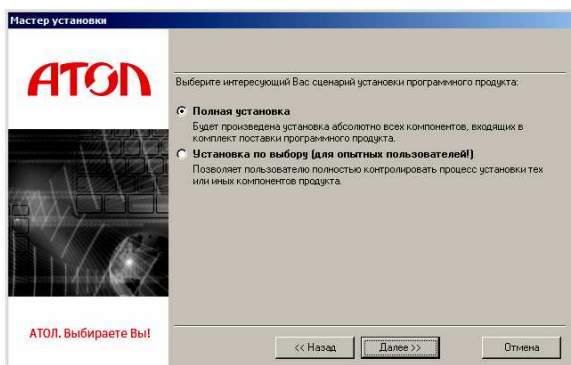 Мастер установки
АТОЛ
Выберите интересующий Вас сценарий установки программного продукта:
Полная установка
Будет произведена установка абсолютно всех компонентов, входящих в
комплект поставки программного продукта.
Установка по выбору (для опытных пользователей!)
Позволяет пользователю полностью контролировать процесс установки тех
или иных компонентов продукта.
АТОЛ. Выбираете Вы!
<< Назад
Далее >>
Отмена